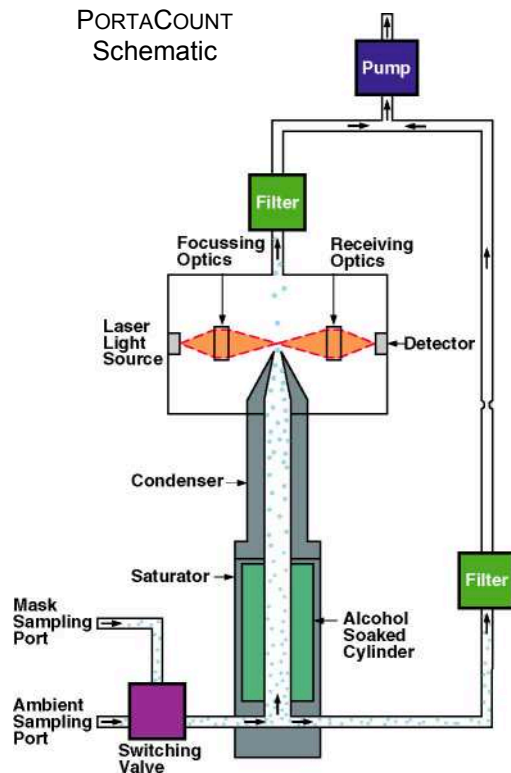 PORTACOUNT
Schematic
Pump
Filter
Focussing
Optics
Receiving
Optics
Laser
Light
Source
Detector
Condenser
Saturator
Filter
Mask
Sampling
Port
Alcohol
Soaked
Cylinder
Ambient
Sampling
Port
Switching
Valve